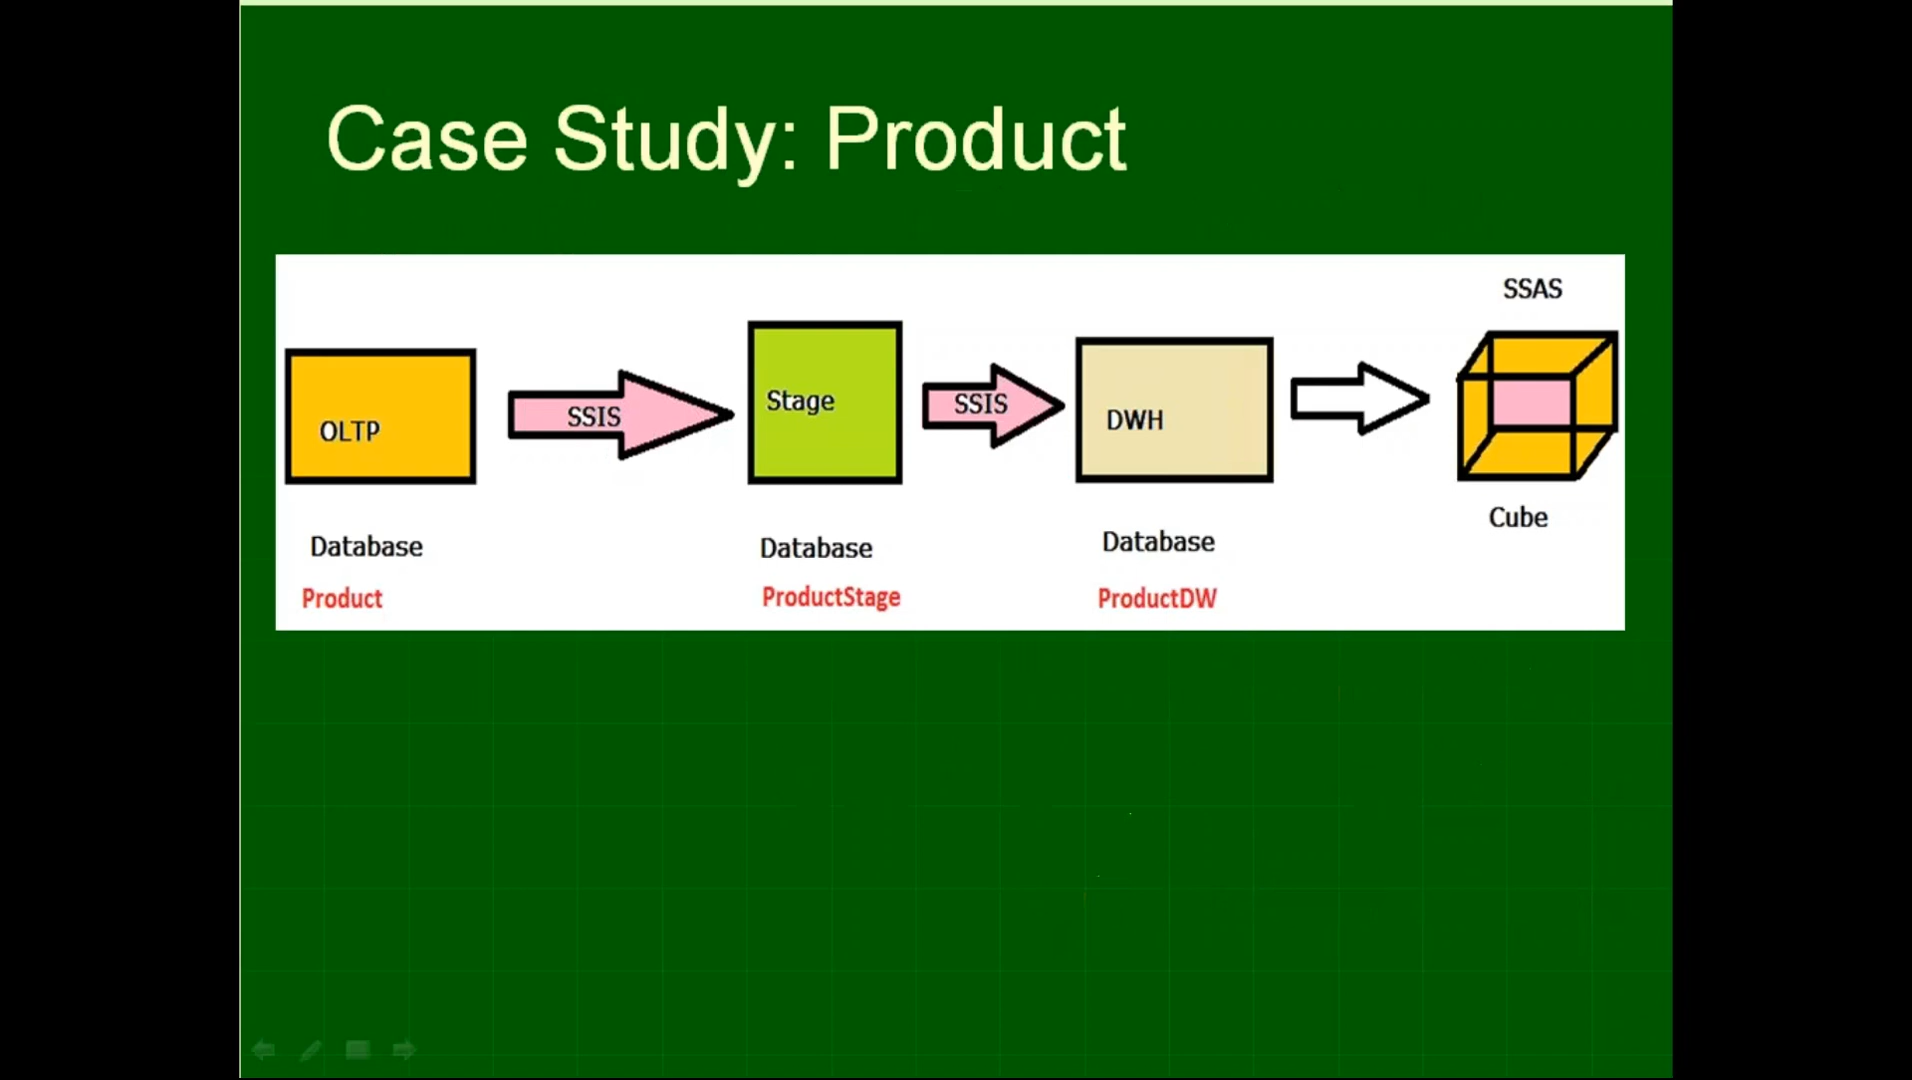 Case Study: Product
SSAS
OLTP
SSIS
Stage
SSIS
DWH
Cube
Database
Database
Database
Product
ProductStage
ProductDW